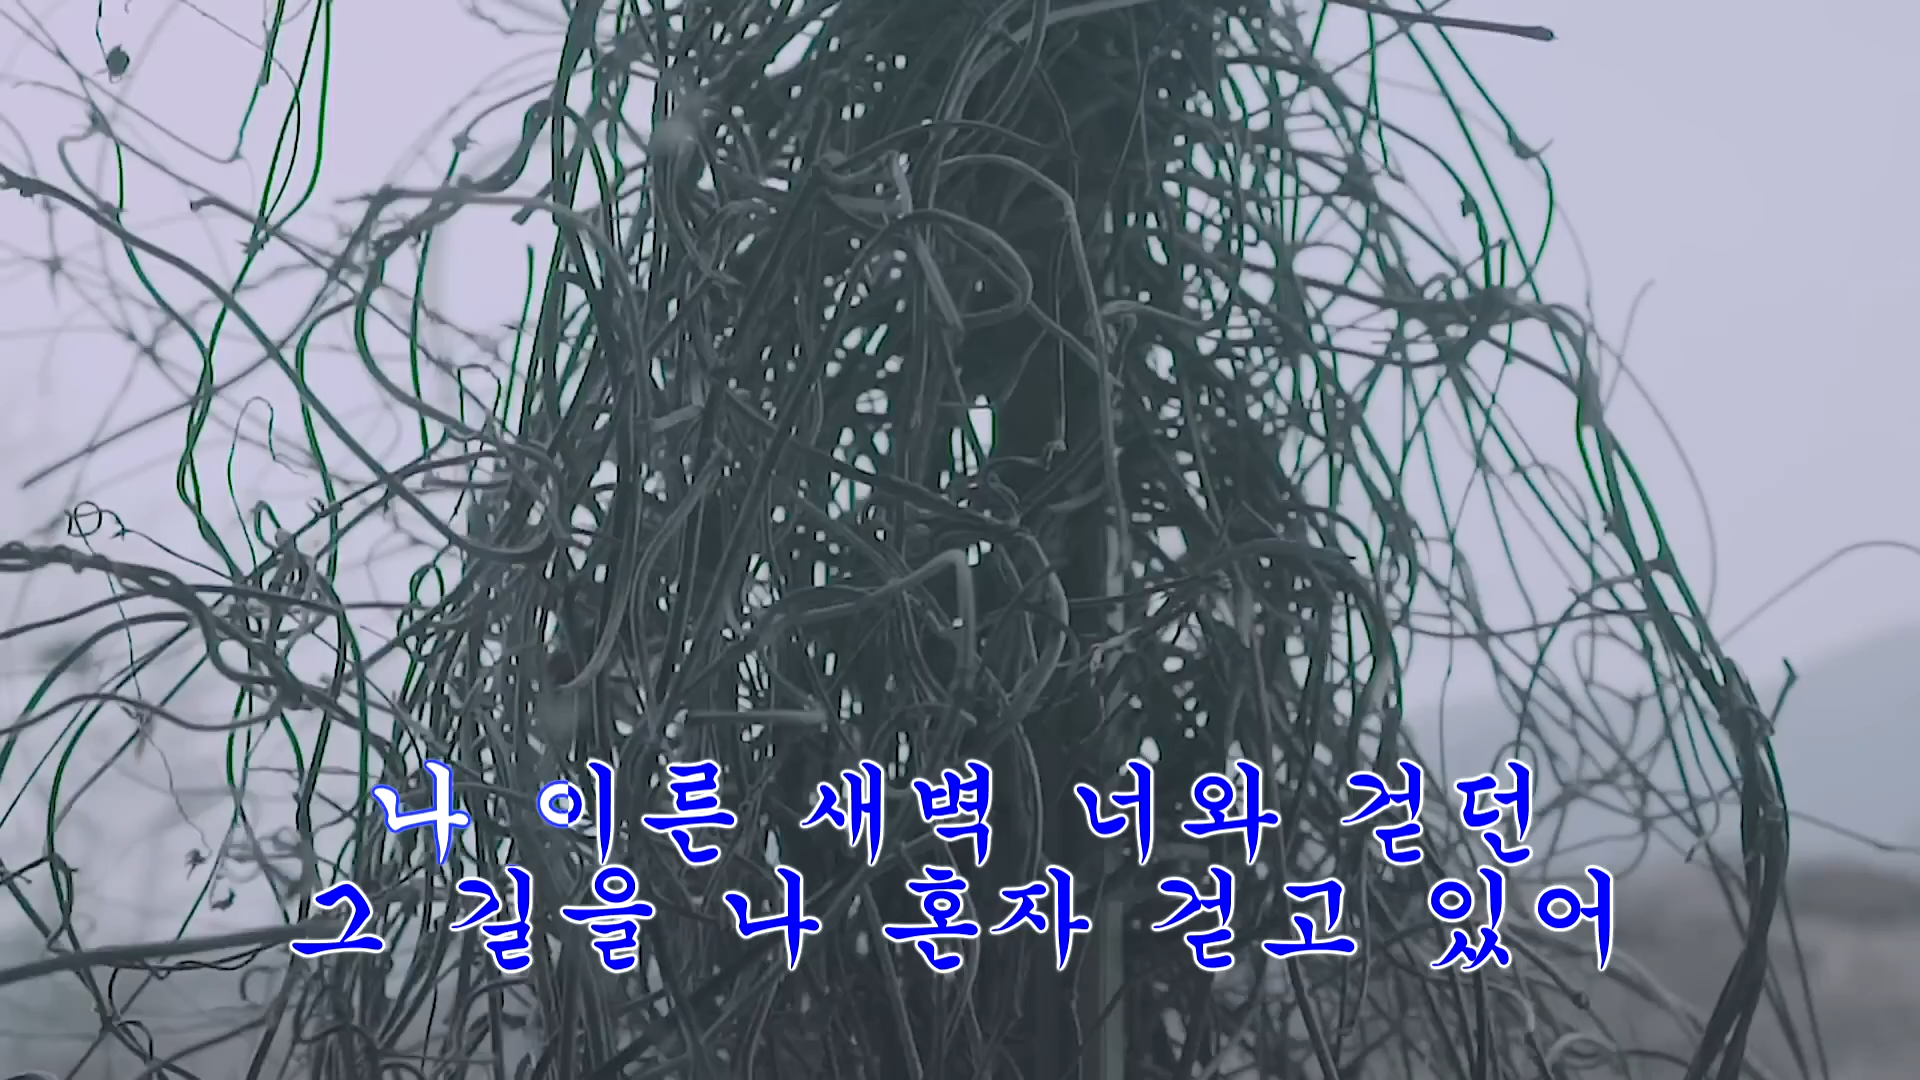 나 이른 새벽 너와 걷던
그 길을 나 혼자 걷고 있어